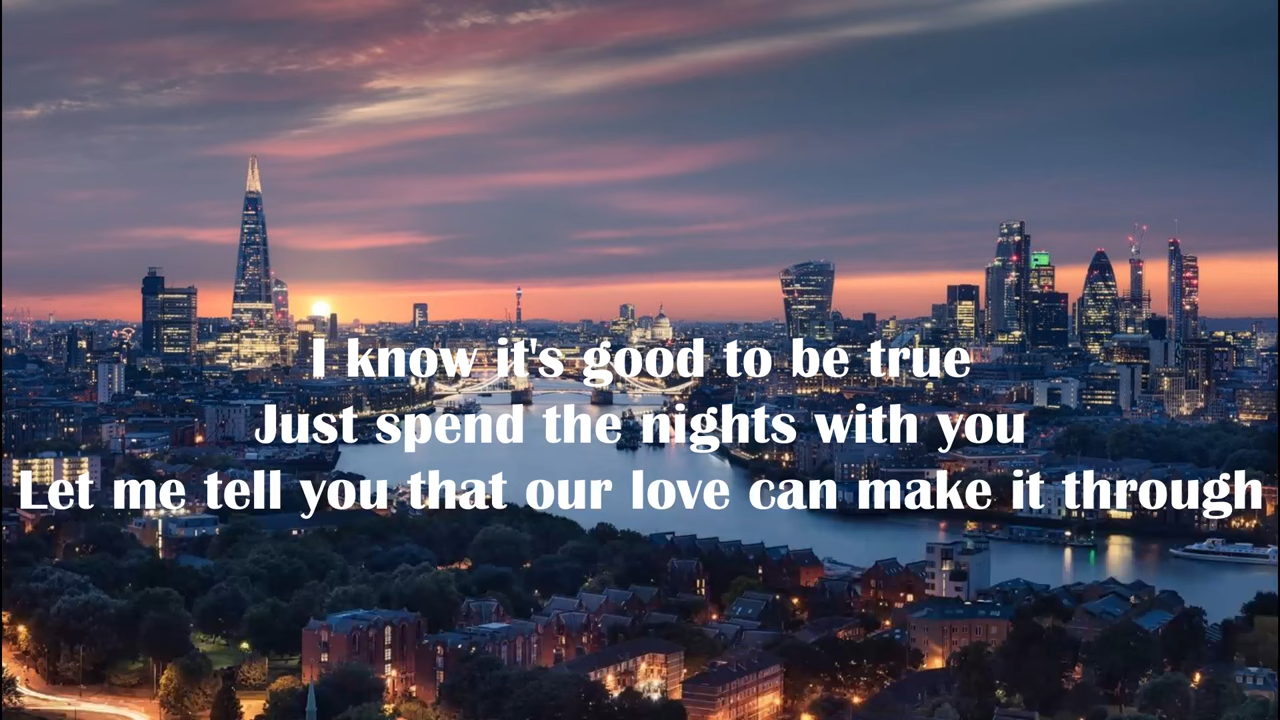 I know it's good to be true
Just spend the nights with you
Let me tell you that our love can make it through